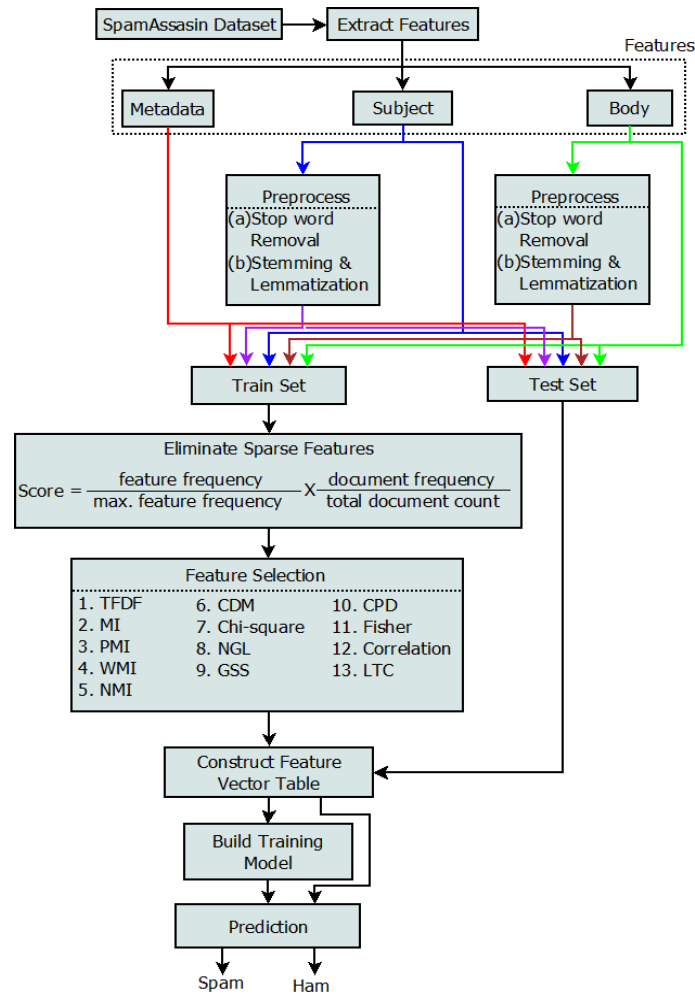 SpamAssasin Dataset
Extract Features
Features
Metadada
Subject
Body
Preprocess
(a)Stop word
Removal
(b)Stemming &
Lemmatization
Preprocess
(a)Stop word
Removal
(b)Stemming &
Lemmatization
Train Set
Test Set
Eliminate Sparse Features
Score = feature frequency / max. feature frequency X document frequency / total document count
Feature Selection
1. TFDF
2. MI
3. PMI
4. WMI
5. NMI
6. CDM
7. Chi-square
8. NGL
9. GSS
10. CPD
11. Fisher
12. Correlation
13. LTC
Construct Feature
Vector Table
Build Training
Model
Prediction
Spam
Ham